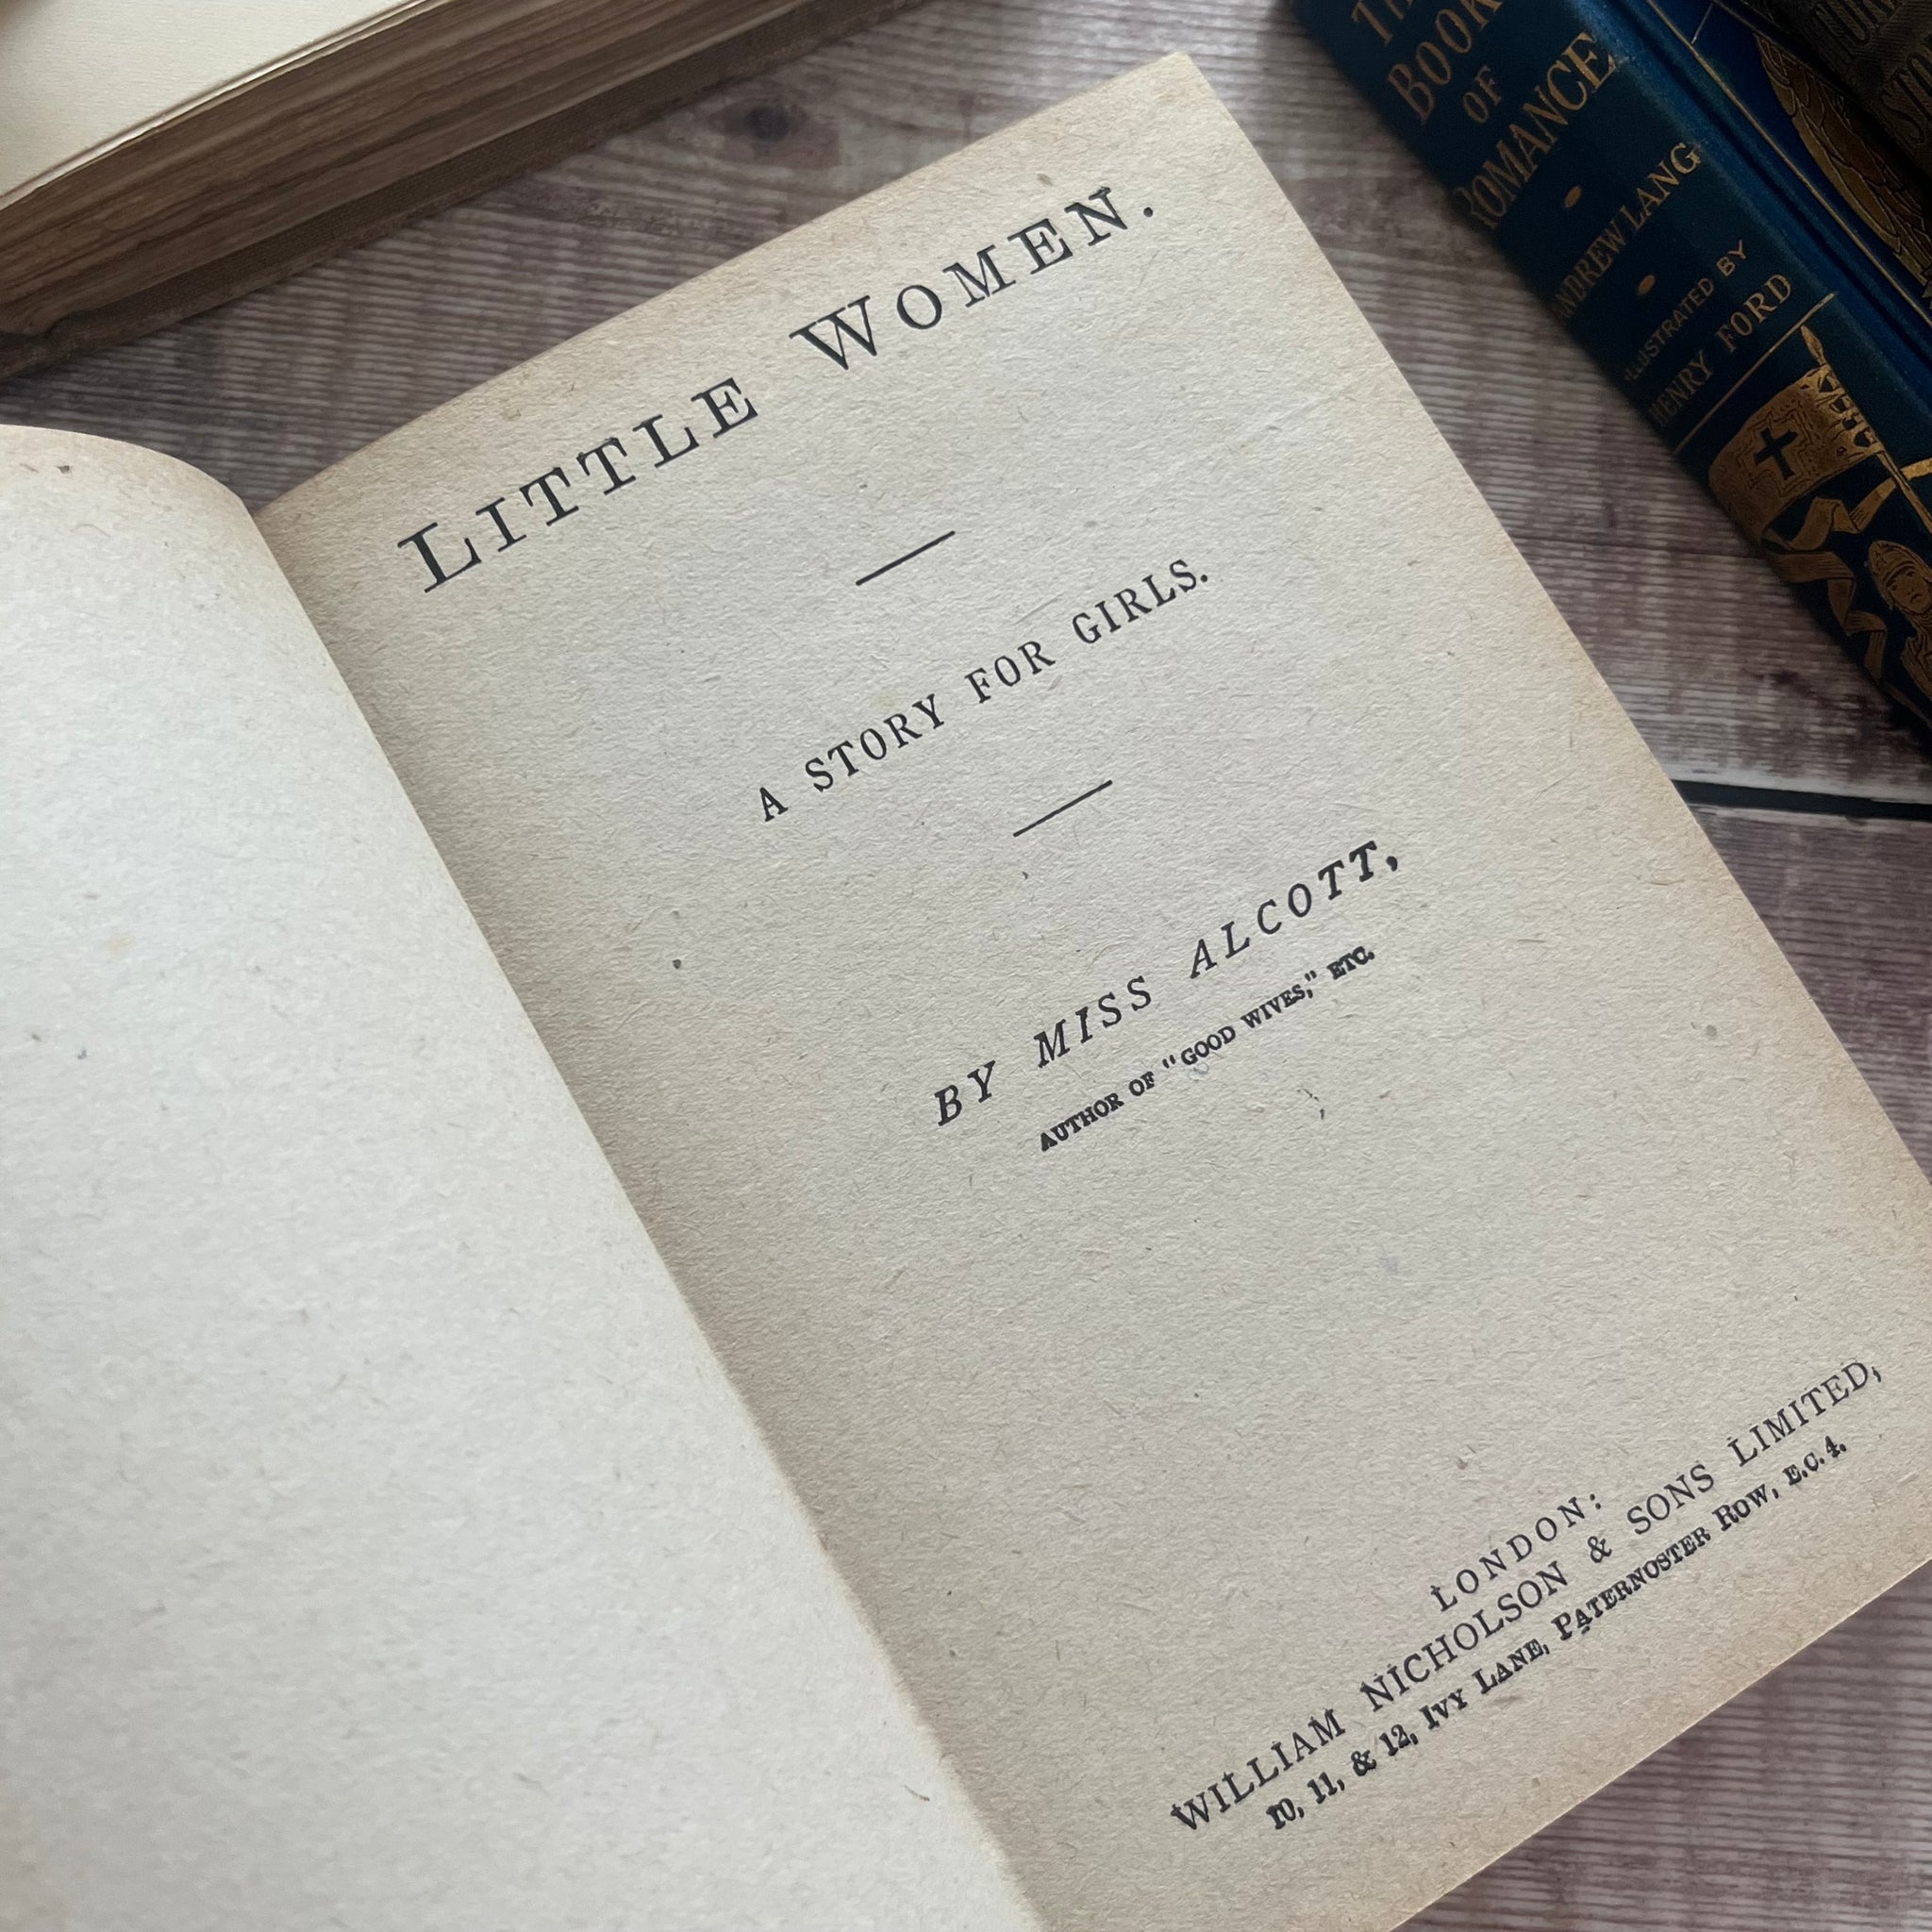 LITTLE WOMEN.
A STORY FOR GIRLS.
BY MISS ALCOTT,
AUTHOR OF "GOOD WIVES," ETC.
LONDON:
WILLIAM NICHOLSON & SONS LIMITED,
10, 11, & 12, IVY LANE, PATERNOSTER ROW, E.C. 4.
BOOK
OF
ROMANCE
ANDREW LANG
ILLUSTRATED BY
HENRY FORD